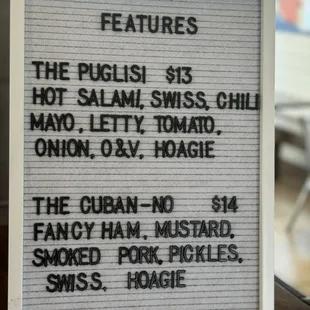 FEATURES
THE PUGLISI $13
HOT SALAMI, SWISS, CHILI
MAYO, LETTY, TOMATO,
ONION, O&V, HOAGIE
THE CUBAN-NO $14
FANCY HAM, MUSTARD,
SMOKED PORK, PICKLES,
SWISS, HOAGIE